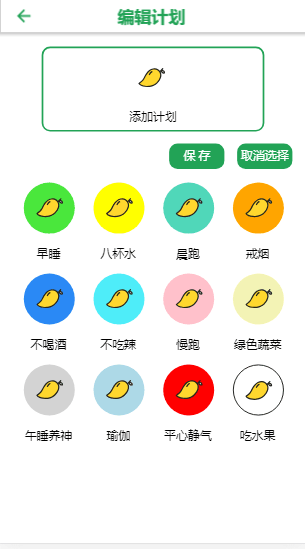 编辑计划
添加计划
保存
取消选择
早睡
八杯水
晨跑
戒烟
不喝酒
不吃辣
慢跑
绿色蔬菜
午睡养神
瑜伽
平心静气
吃水果